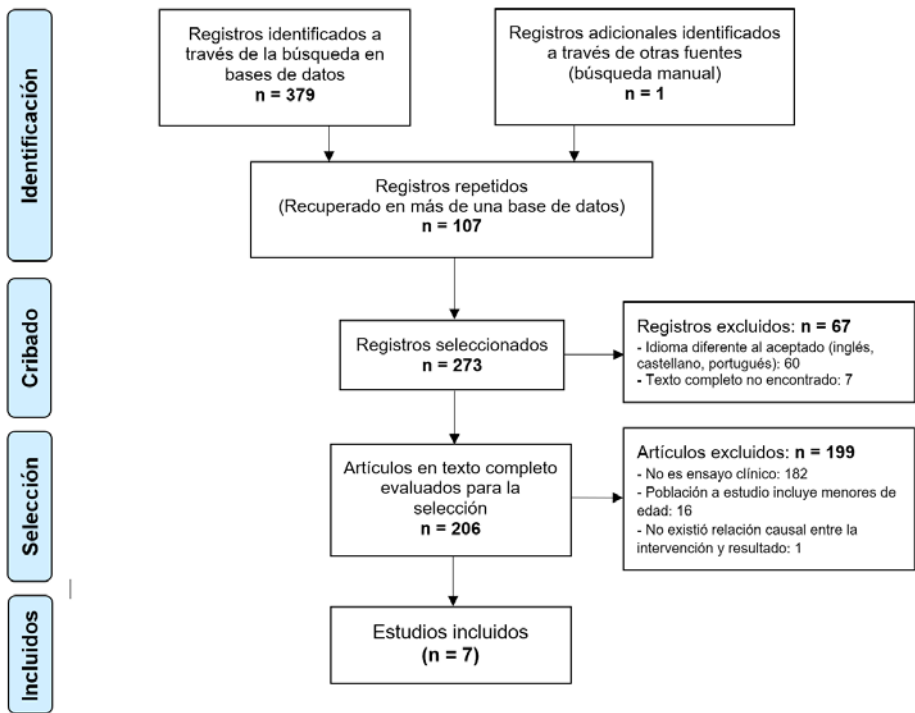 Identificación
Registros identificados a
través de la búsqueda en
bases de datos
n = 379
Registros adicionales identificados
a través de otras fuentes
(búsqueda manual)
n = 1
Registros repetidos
(Recuperado en más de una base de datos)
n = 107
Cribado
Registros seleccionados
n = 273
Registros excluidos: n = 67
- Idioma diferente al aceptado (inglés,
castellano, portugués): 60
- Texto completo no encontrado: 7
Selección
Artículos en texto completo
evaluados para la
selección
n = 206
Artículos excluidos: n = 199
- No es ensayo clínico: 182
- Población a estudio incluye menores de
edad: 16
- No existió relación causal entre la
intervención y resultado: 1
Incluidos
Estudios incluidos
(n = 7)